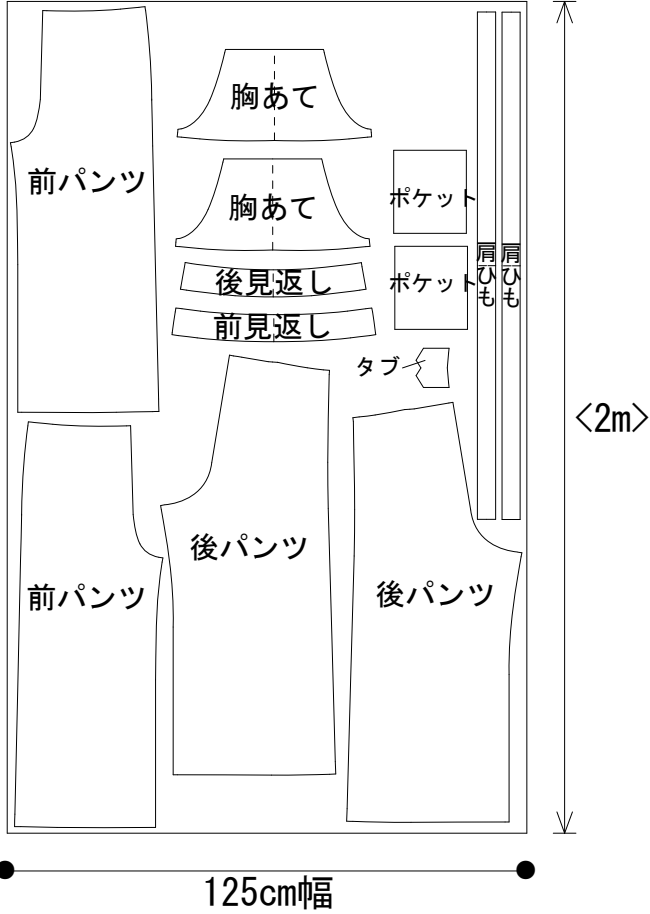 胸あて
前パンツ
ポケット
胸あて
肩ひも
肩ひも
後見返し
ポケット
前見返し
タブ
<2m>
後パンツ
前パンツ
後パンツ
125cm幅